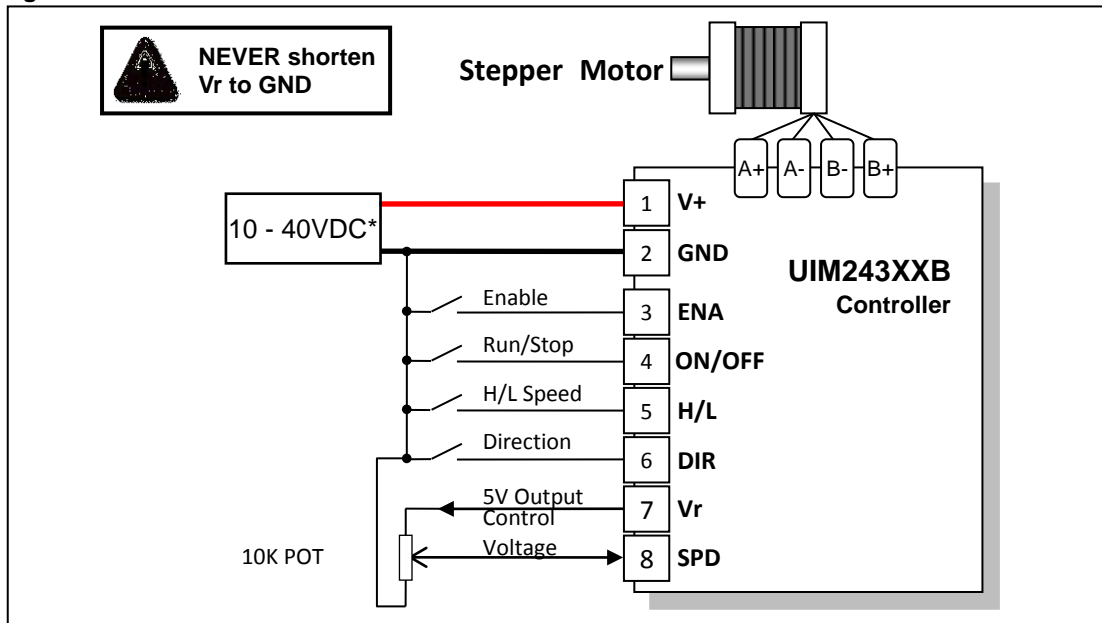 NEVER shorten
Vr to GND
Stepper Motor
A+ A- B- B+
10 - 40VDC*
1 V+
2 GND
UIM243XXB
Controller
Enable
3 ENA
Run/Stop
4 ON/OFF
H/L Speed
5 H/L
Direction
6 DIR
5V Output
7 Vr
Control
Voltage
8 SPD
10K POT